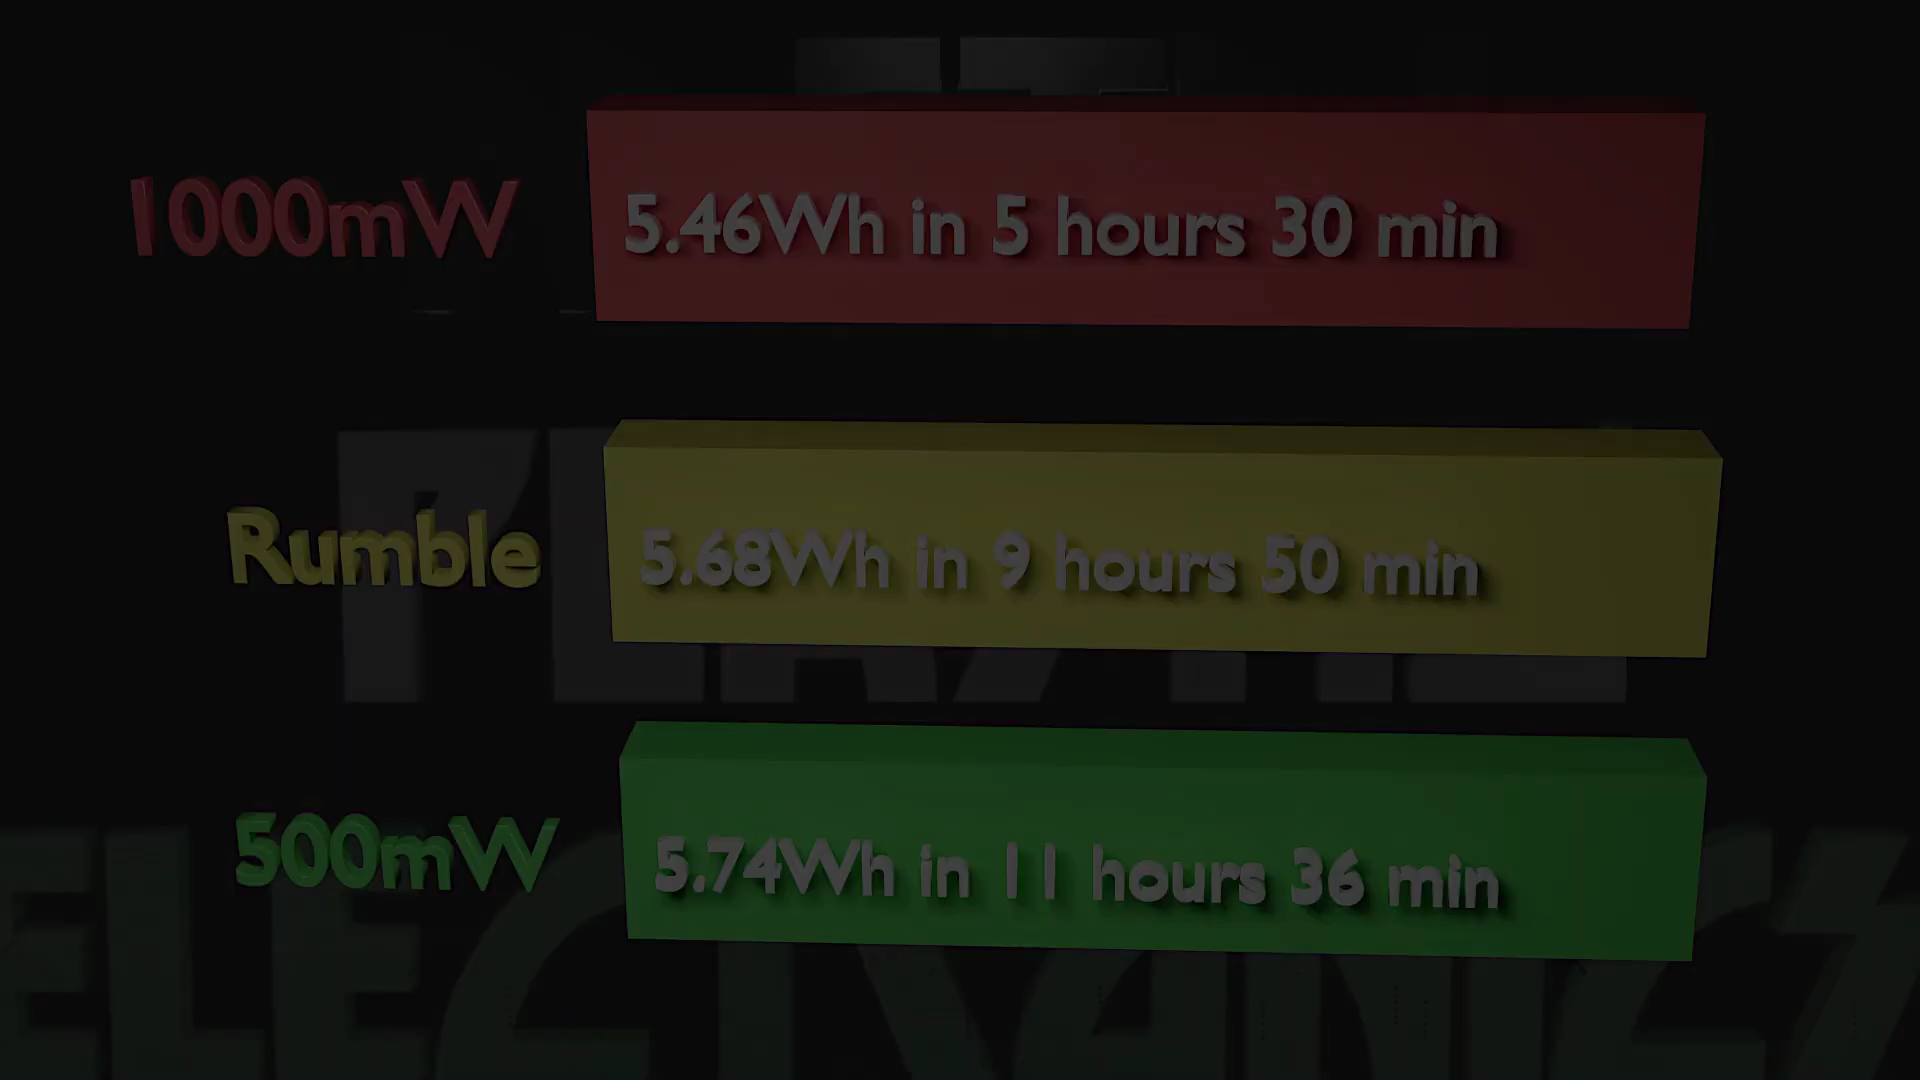 1000mW
5.46Wh in 5 hours 30 min
Rumble
5.68Wh in 9 hours 50 min
500mW
5.74Wh in 11 hours 36 min